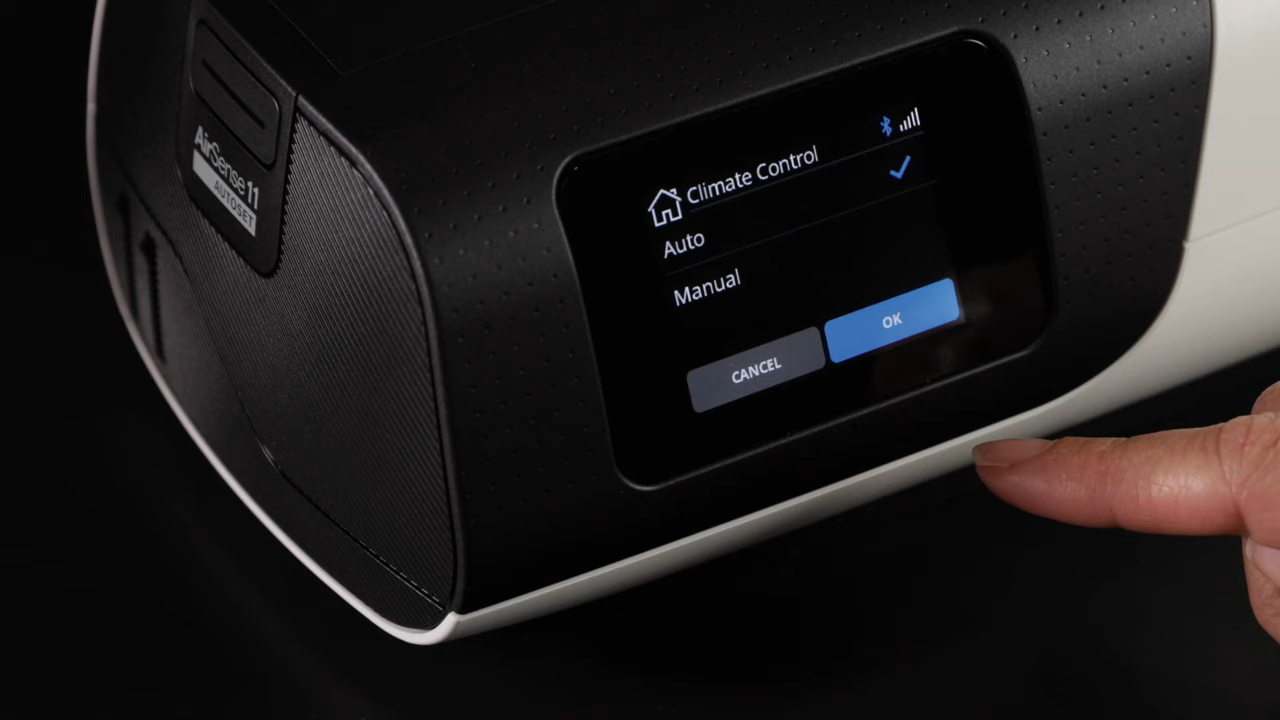 AirSense 11
AUTOSET
Climate Control
Auto
Manual
CANCEL
OK